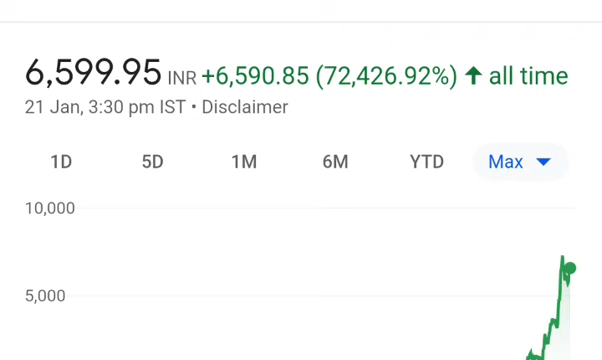 6,599.95 INR +6,590.85 (72,426.92%) ↑ all time
21 Jan, 3:30 pm IST • Disclaimer
1D 5D 1M 6M YTD Max
10,000
5,000